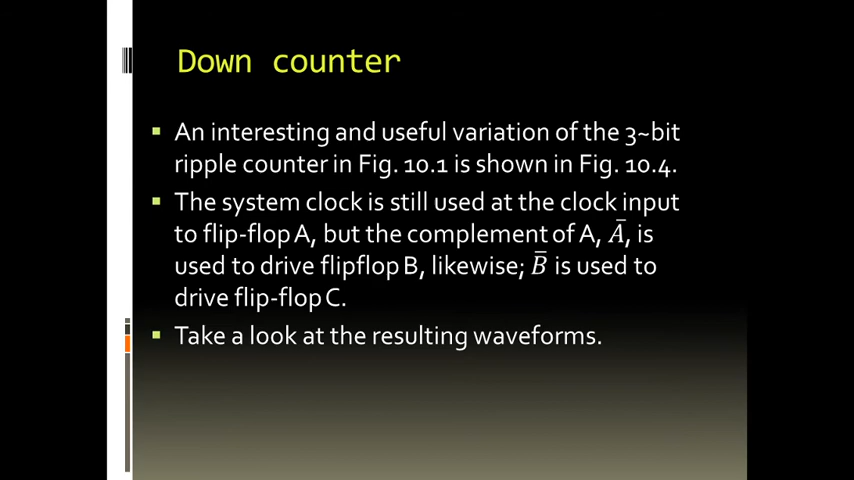 Down counter
An interesting and useful variation of the 3~bit
ripple counter in Fig. 10.1 is shown in Fig. 10.4.
The system clock is still used at the clock input
to flip-flop A, but the complement of A, Ā, is
used to drive flipflop B, likewise; B̄ is used to
drive flip-flop C.
Take a look at the resulting waveforms.